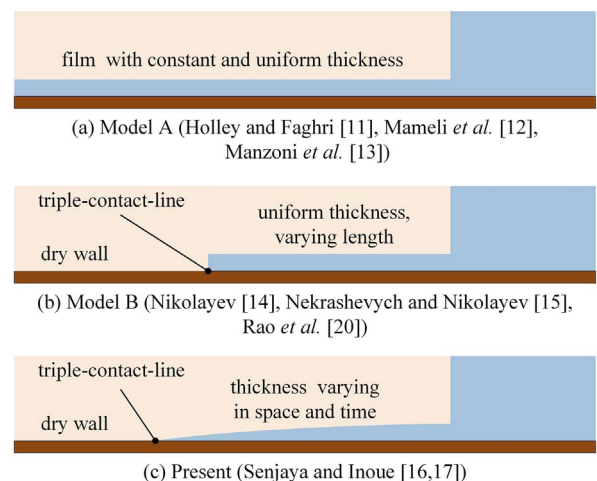 film with constant and uniform thickness
(a) Model A (Holley and Faghri [11], Mameli et al. [12],
Manzoni et al. [13])
triple-contact-line
uniform thickness,
varying length
dry wall
(b) Model B (Nikolayev [14], Nekrashevych and Nikolayev [15],
Rao et al. [20])
triple-contact-line
thickness varying
in space and time
dry wall
(c) Present (Senjaya and Inoue [16,17])